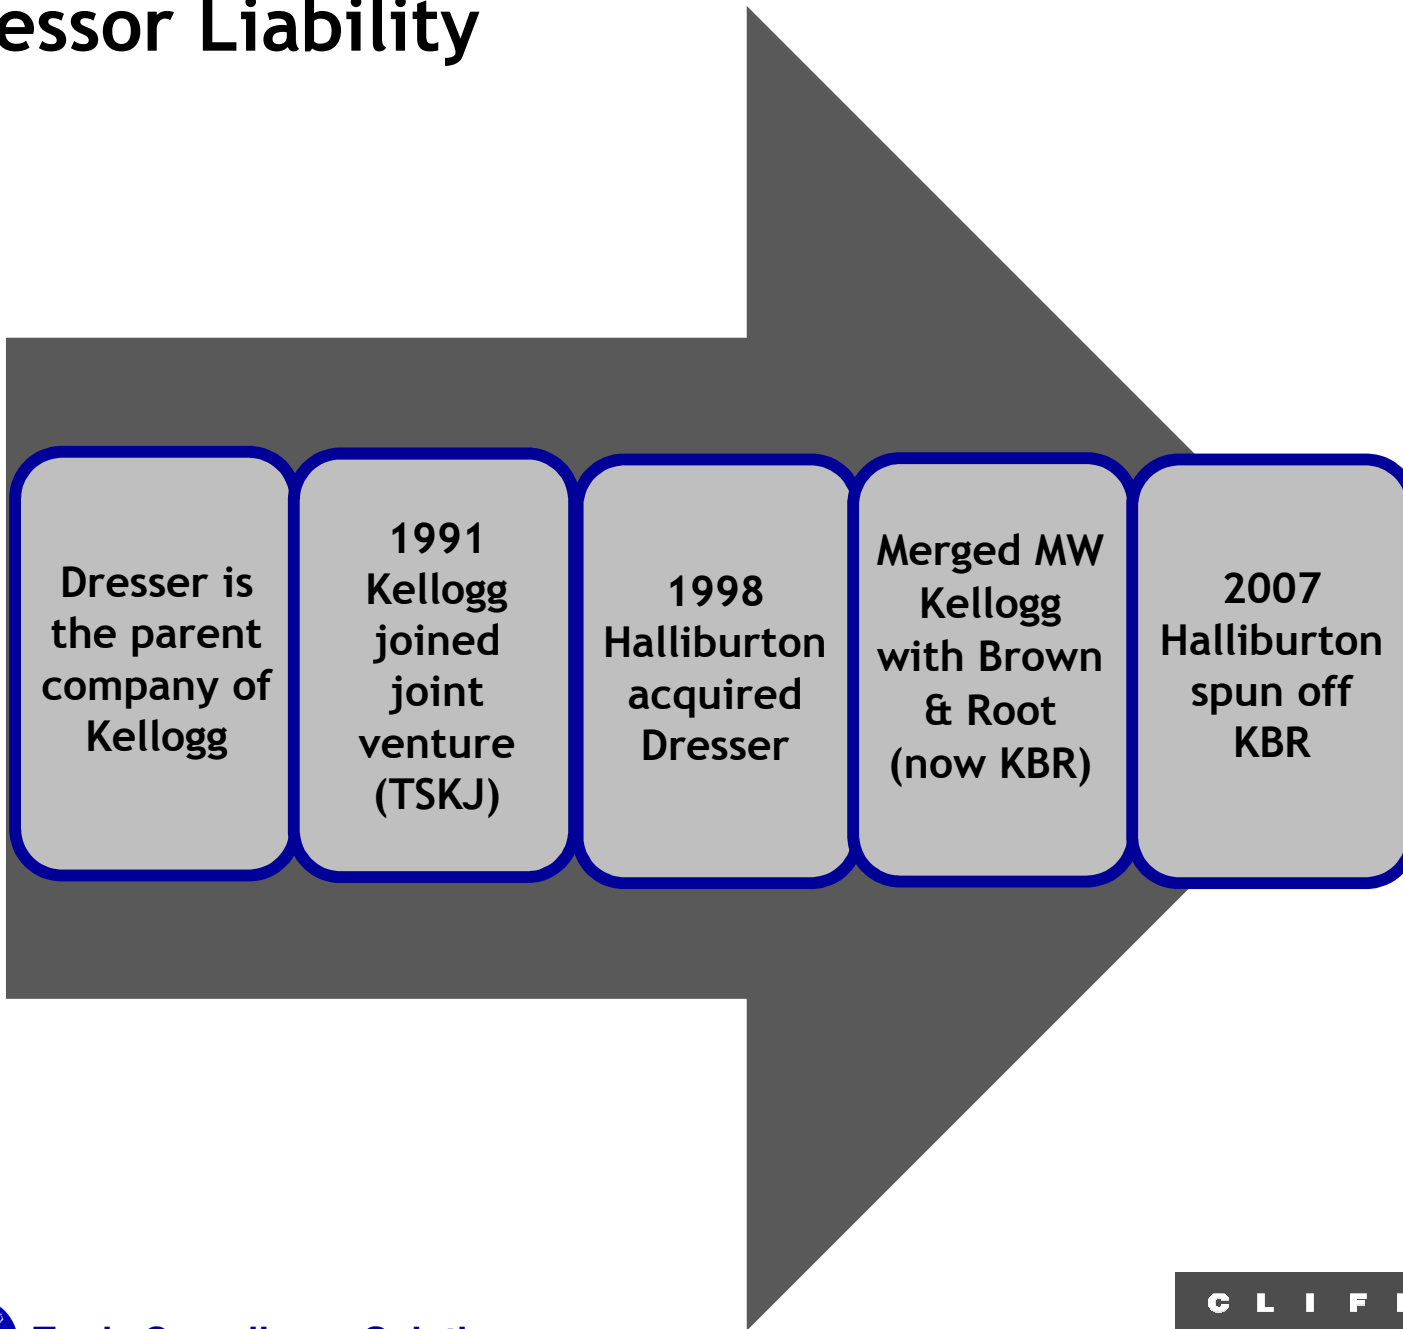 essor Liability
Dresser is
the parent
company of
Kellogg
1991
Kellogg
joined
joint
venture
(TSKJ)
1998
Halliburton
acquired
Dresser
Merged MW
Kellogg
with Brown
& Root
(now KBR)
2007
Halliburton
spun off
KBR
C L I F